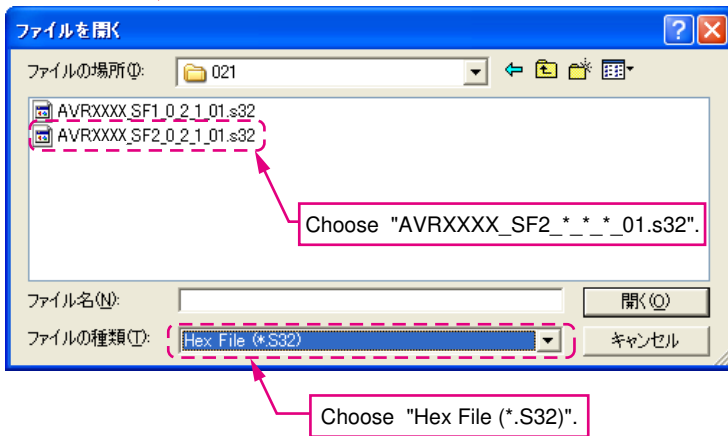 ファイルを開く
ファイルの場所(I): 021
AVRXXXX_SF1_0_2_1_01.s32
AVRXXXX_SF2_0_2_1_01.s32
Choose "AVRXXXX_SF2_*_*_*_01.s32".
ファイル名(N): 開く(O)
ファイルの種類(T): Hex File (*.S32) キャンセル
Choose "Hex File (*.S32)".